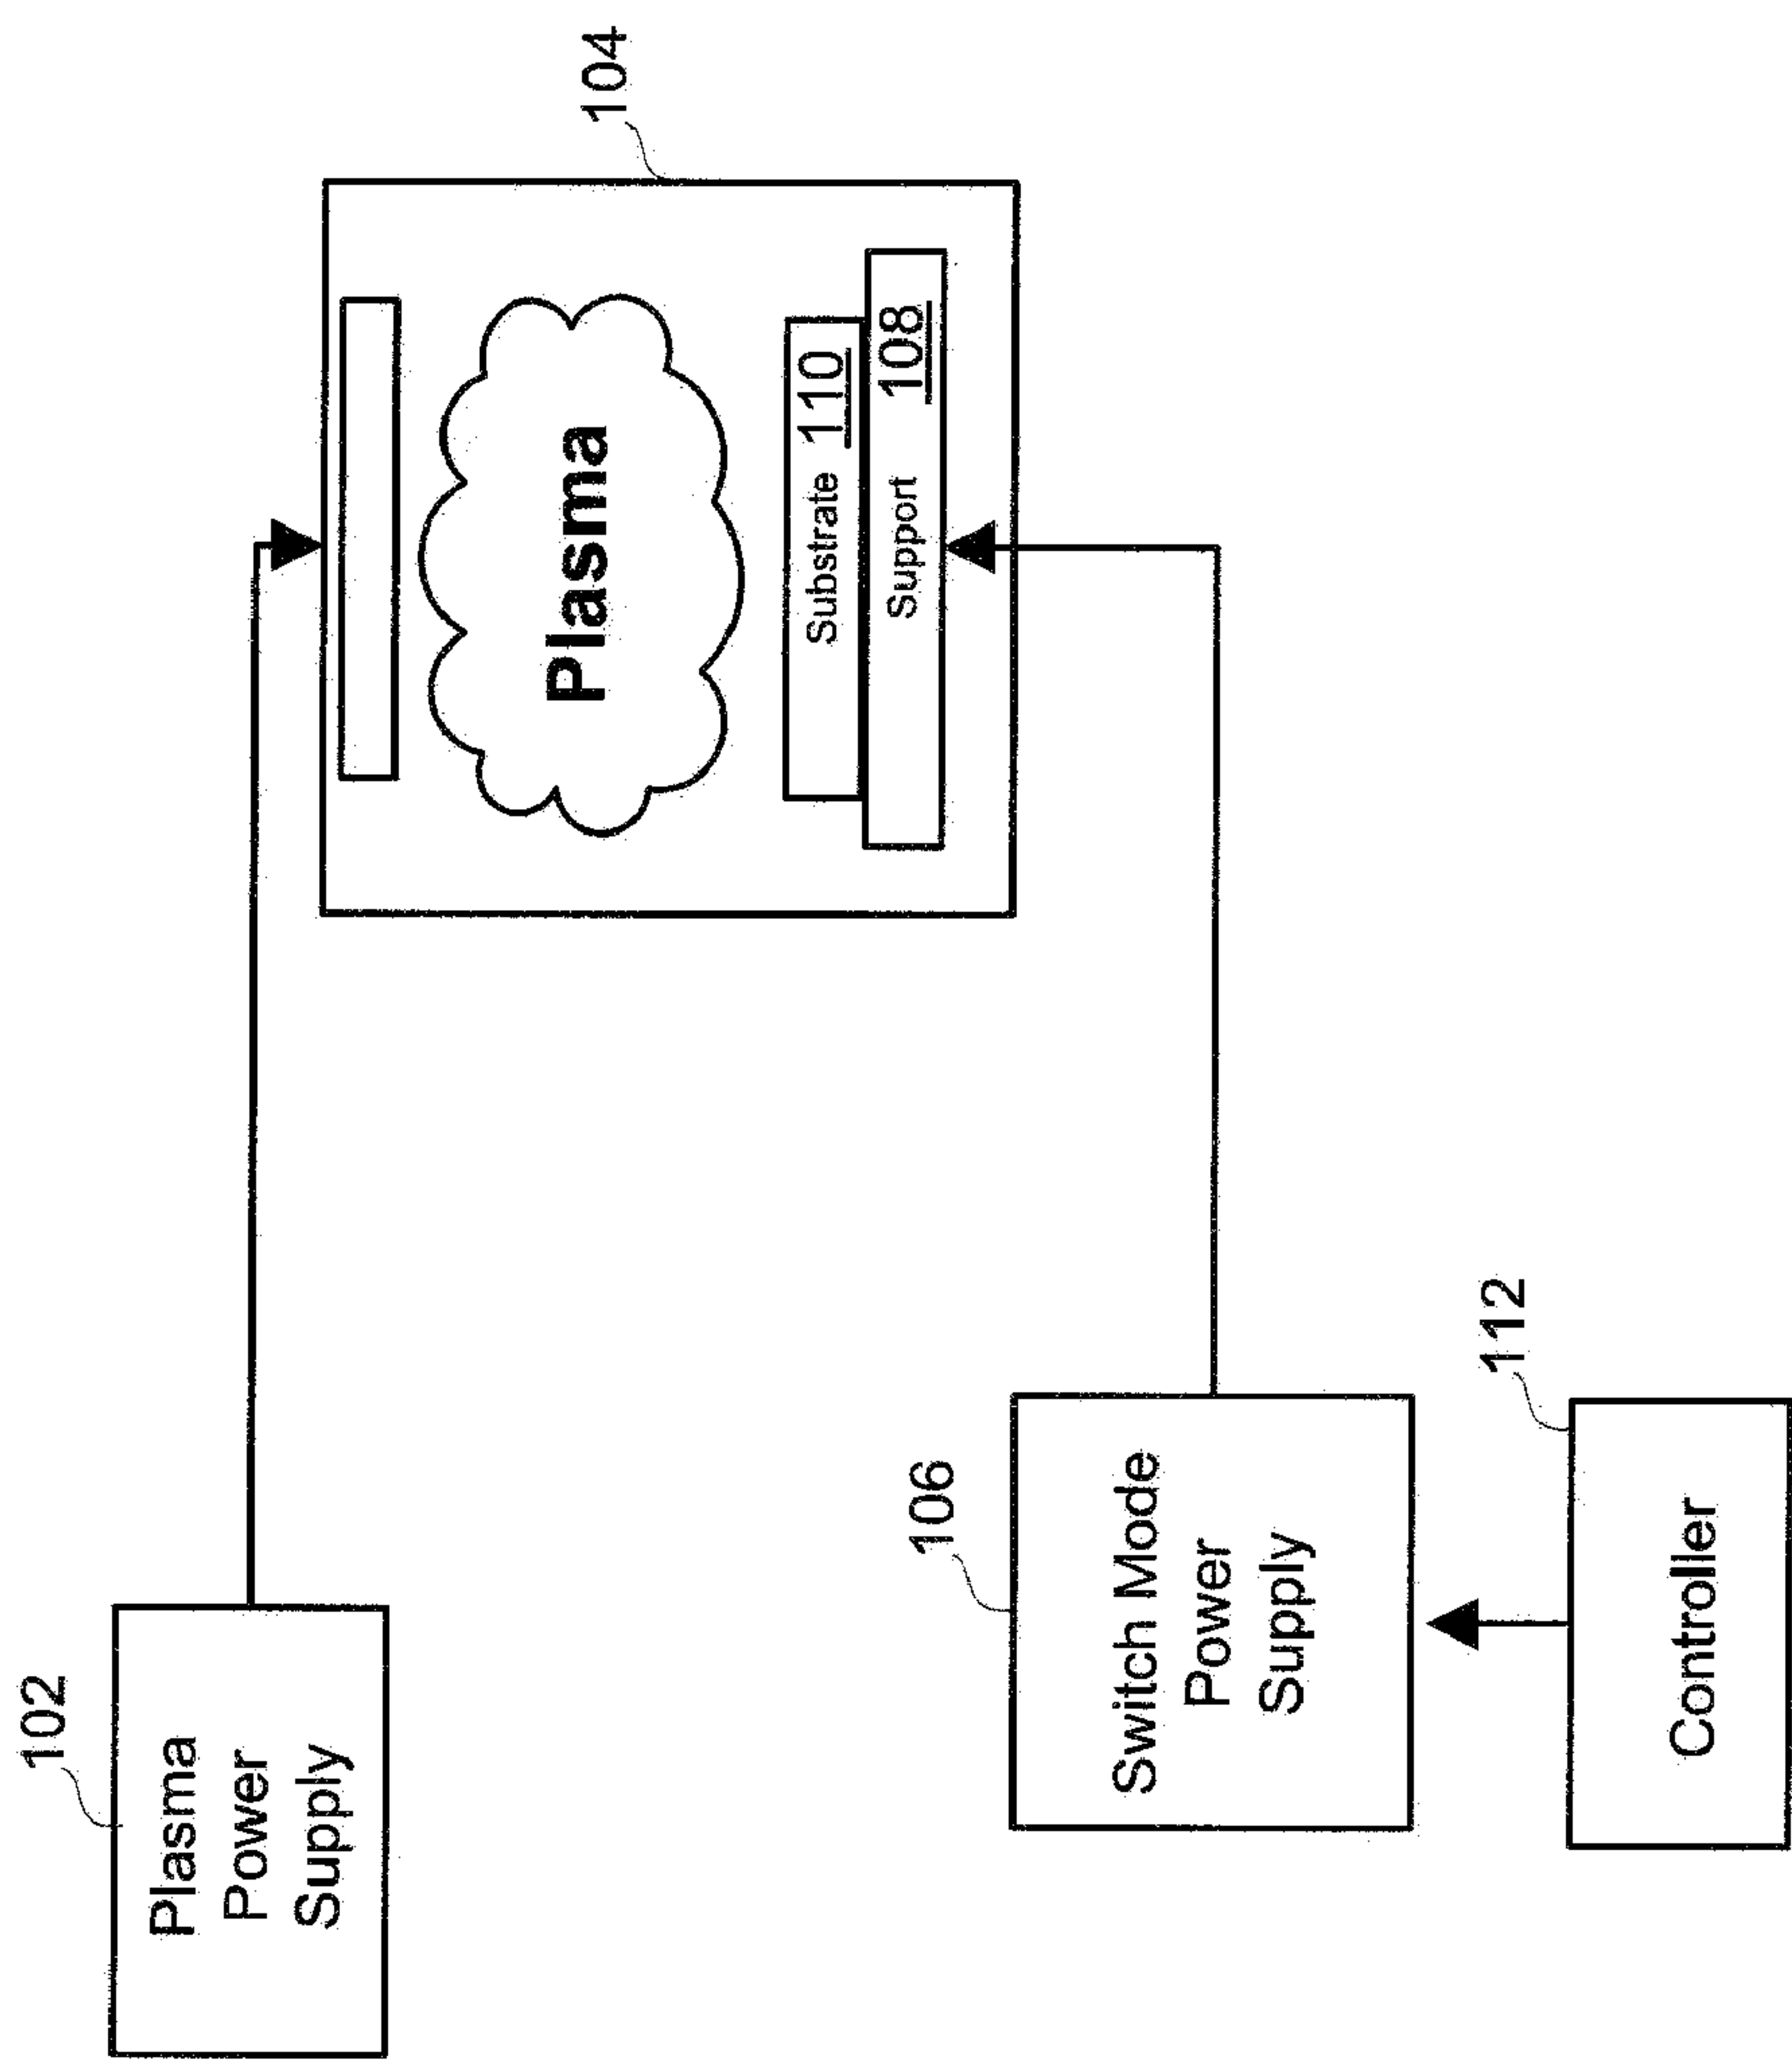 102
Plasma
Power
Supply
104
Plasma
Substrate 110
Support 108
106
Switch Mode
Power
Supply
112
Controller